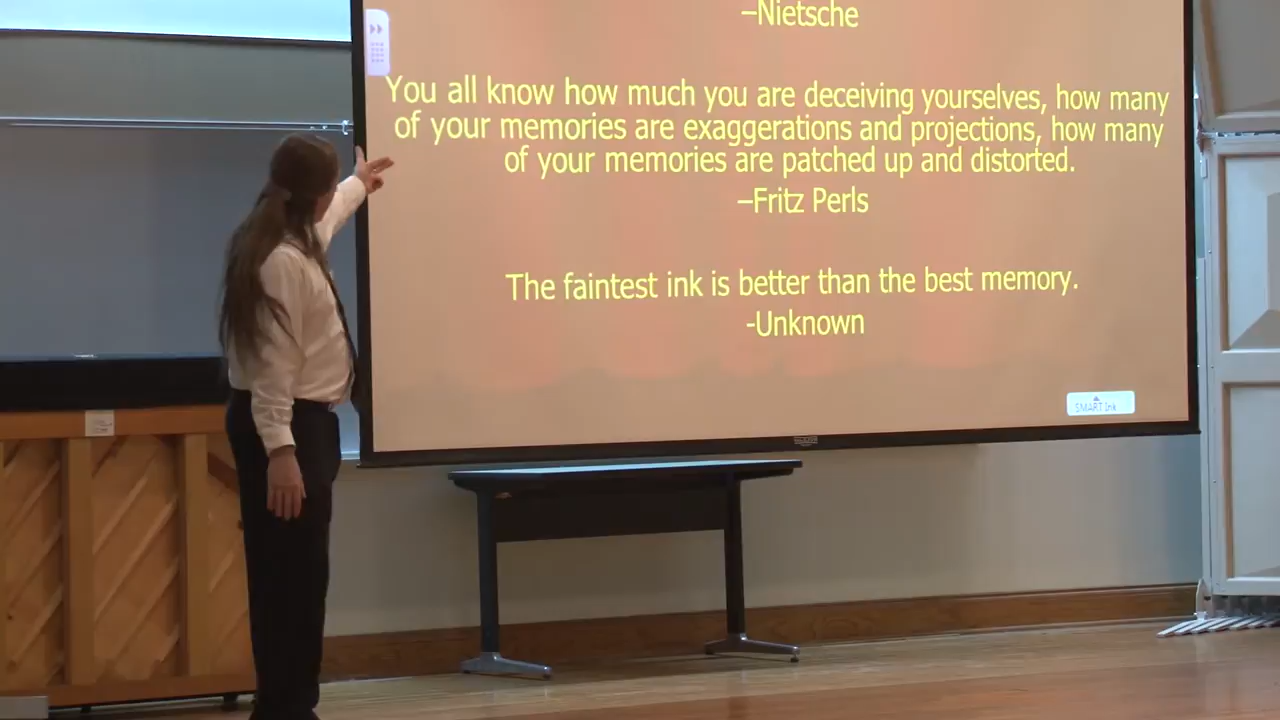 –Nietsche
You all know how much you are deceiving yourselves, how many
of your memories are exaggerations and projections, how many
of your memories are patched up and distorted.
–Fritz Perls
The faintest ink is better than the best memory.
-Unknown
SMART Ink